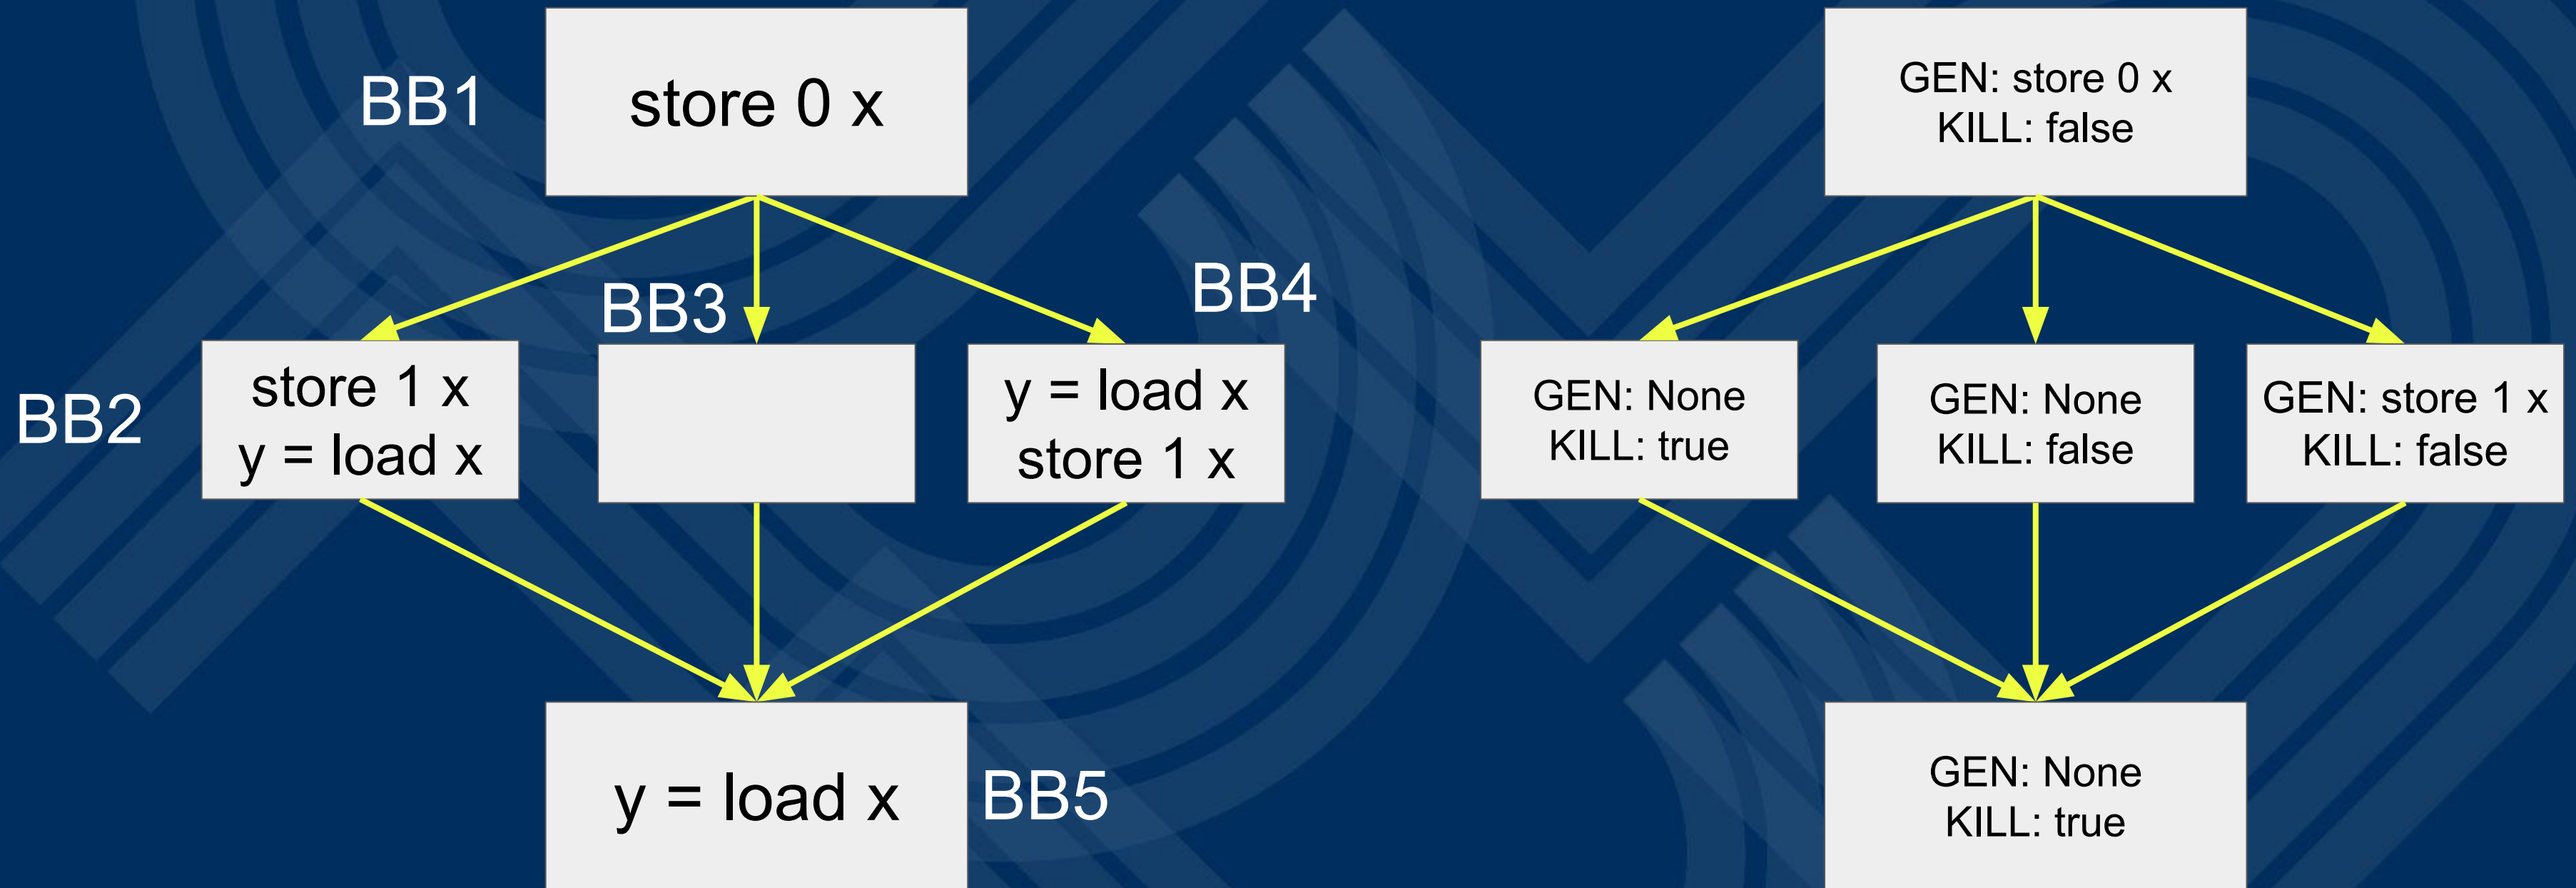 BB1
store 0 x
GEN: store 0 x
KILL: false
BB3
BB4
BB2
store 1 x
y = load x
y = load x
store 1 x
GEN: None
KILL: true
GEN: None
KILL: false
GEN: store 1 x
KILL: false
y = load x
BB5
GEN: None
KILL: true